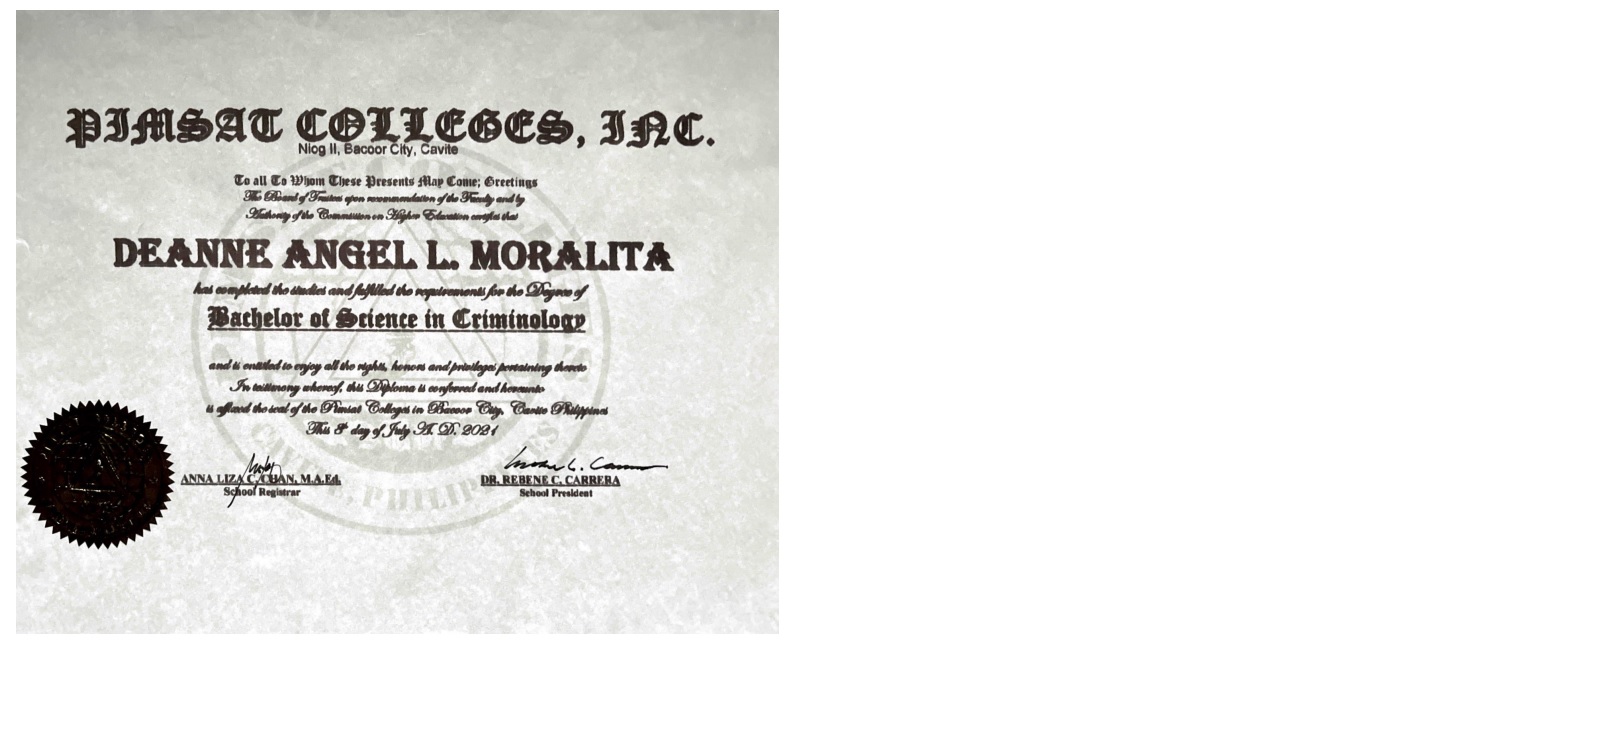 PIMSAT COLLEGES, INC.
Niog II, Bacoor City, Cavite
To all To Whom These Presents May Come; Greetings
The Board of Trustees upon recommendation of the Faculty and by
Authority of the Commission on Higher Education certifies that
DEANNE ANGEL L. MORALITA
has completed the studies and fulfilled the requirements for the Degree of
Bachelor of Science in Criminology
and is entitled to enjoy all the rights, honors and privileges pertaining thereto
In testimony whereof, this Diploma is conferred and hereunto
is affixed the seal of the Pimsat Colleges in Bacoor City, Cavite Philippines
This 8th day of July A. D. 2021
ANNA LIZA C. CHAN, M.A.Ed.
School Registrar
DR. REBENE C. CARRERA
School President
CAVITE, PHILIPPINES